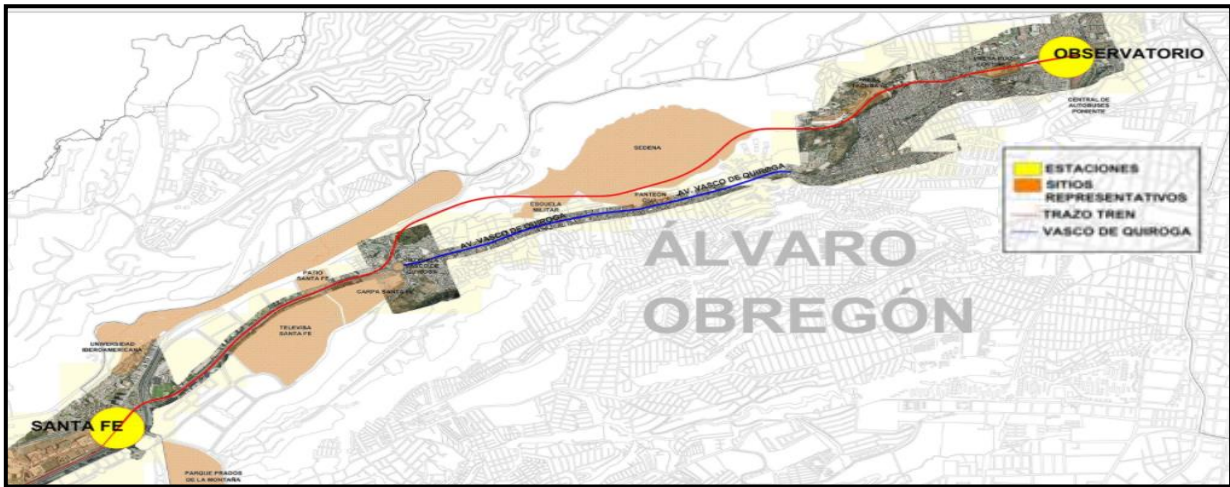 OBSERVATORIO
CENTRAL DE
AUTOBUSES
PONIENTE
ESTACIONES
SITIOS
REPRESENTATIVOS
TRAZO TREN
VASCO DE QUIROGA
SEDENA
AV. VASCO DE QUIROGA
PANTEÓN
ESCUELA
MILITAR
AV. VASCO DE QUIROGA
ÁLVARO
OBREGÓN
PATIO
SANTA FE
CARPA SANTA FE
TELEVISA
SANTA FE
UNIVERSIDAD
IBEROAMERICANA
SANTA FE
PARQUE PRADOS
DE LA MONTAÑA